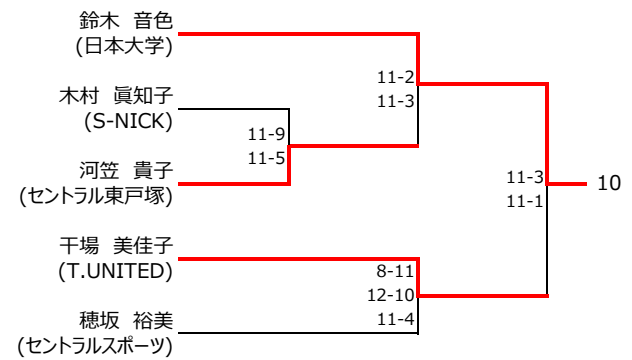 鈴木 音色
(日本大学)
11-2
11-3
木村 眞知子
(S-NICK)
11-9
11-5
河笠 貴子
(セントラル東戸塚)
11-3
11-1
10
干場 美佳子
(T.UNITED)
8-11
12-10
11-4
穂坂 裕美
(セントラルスポーツ)